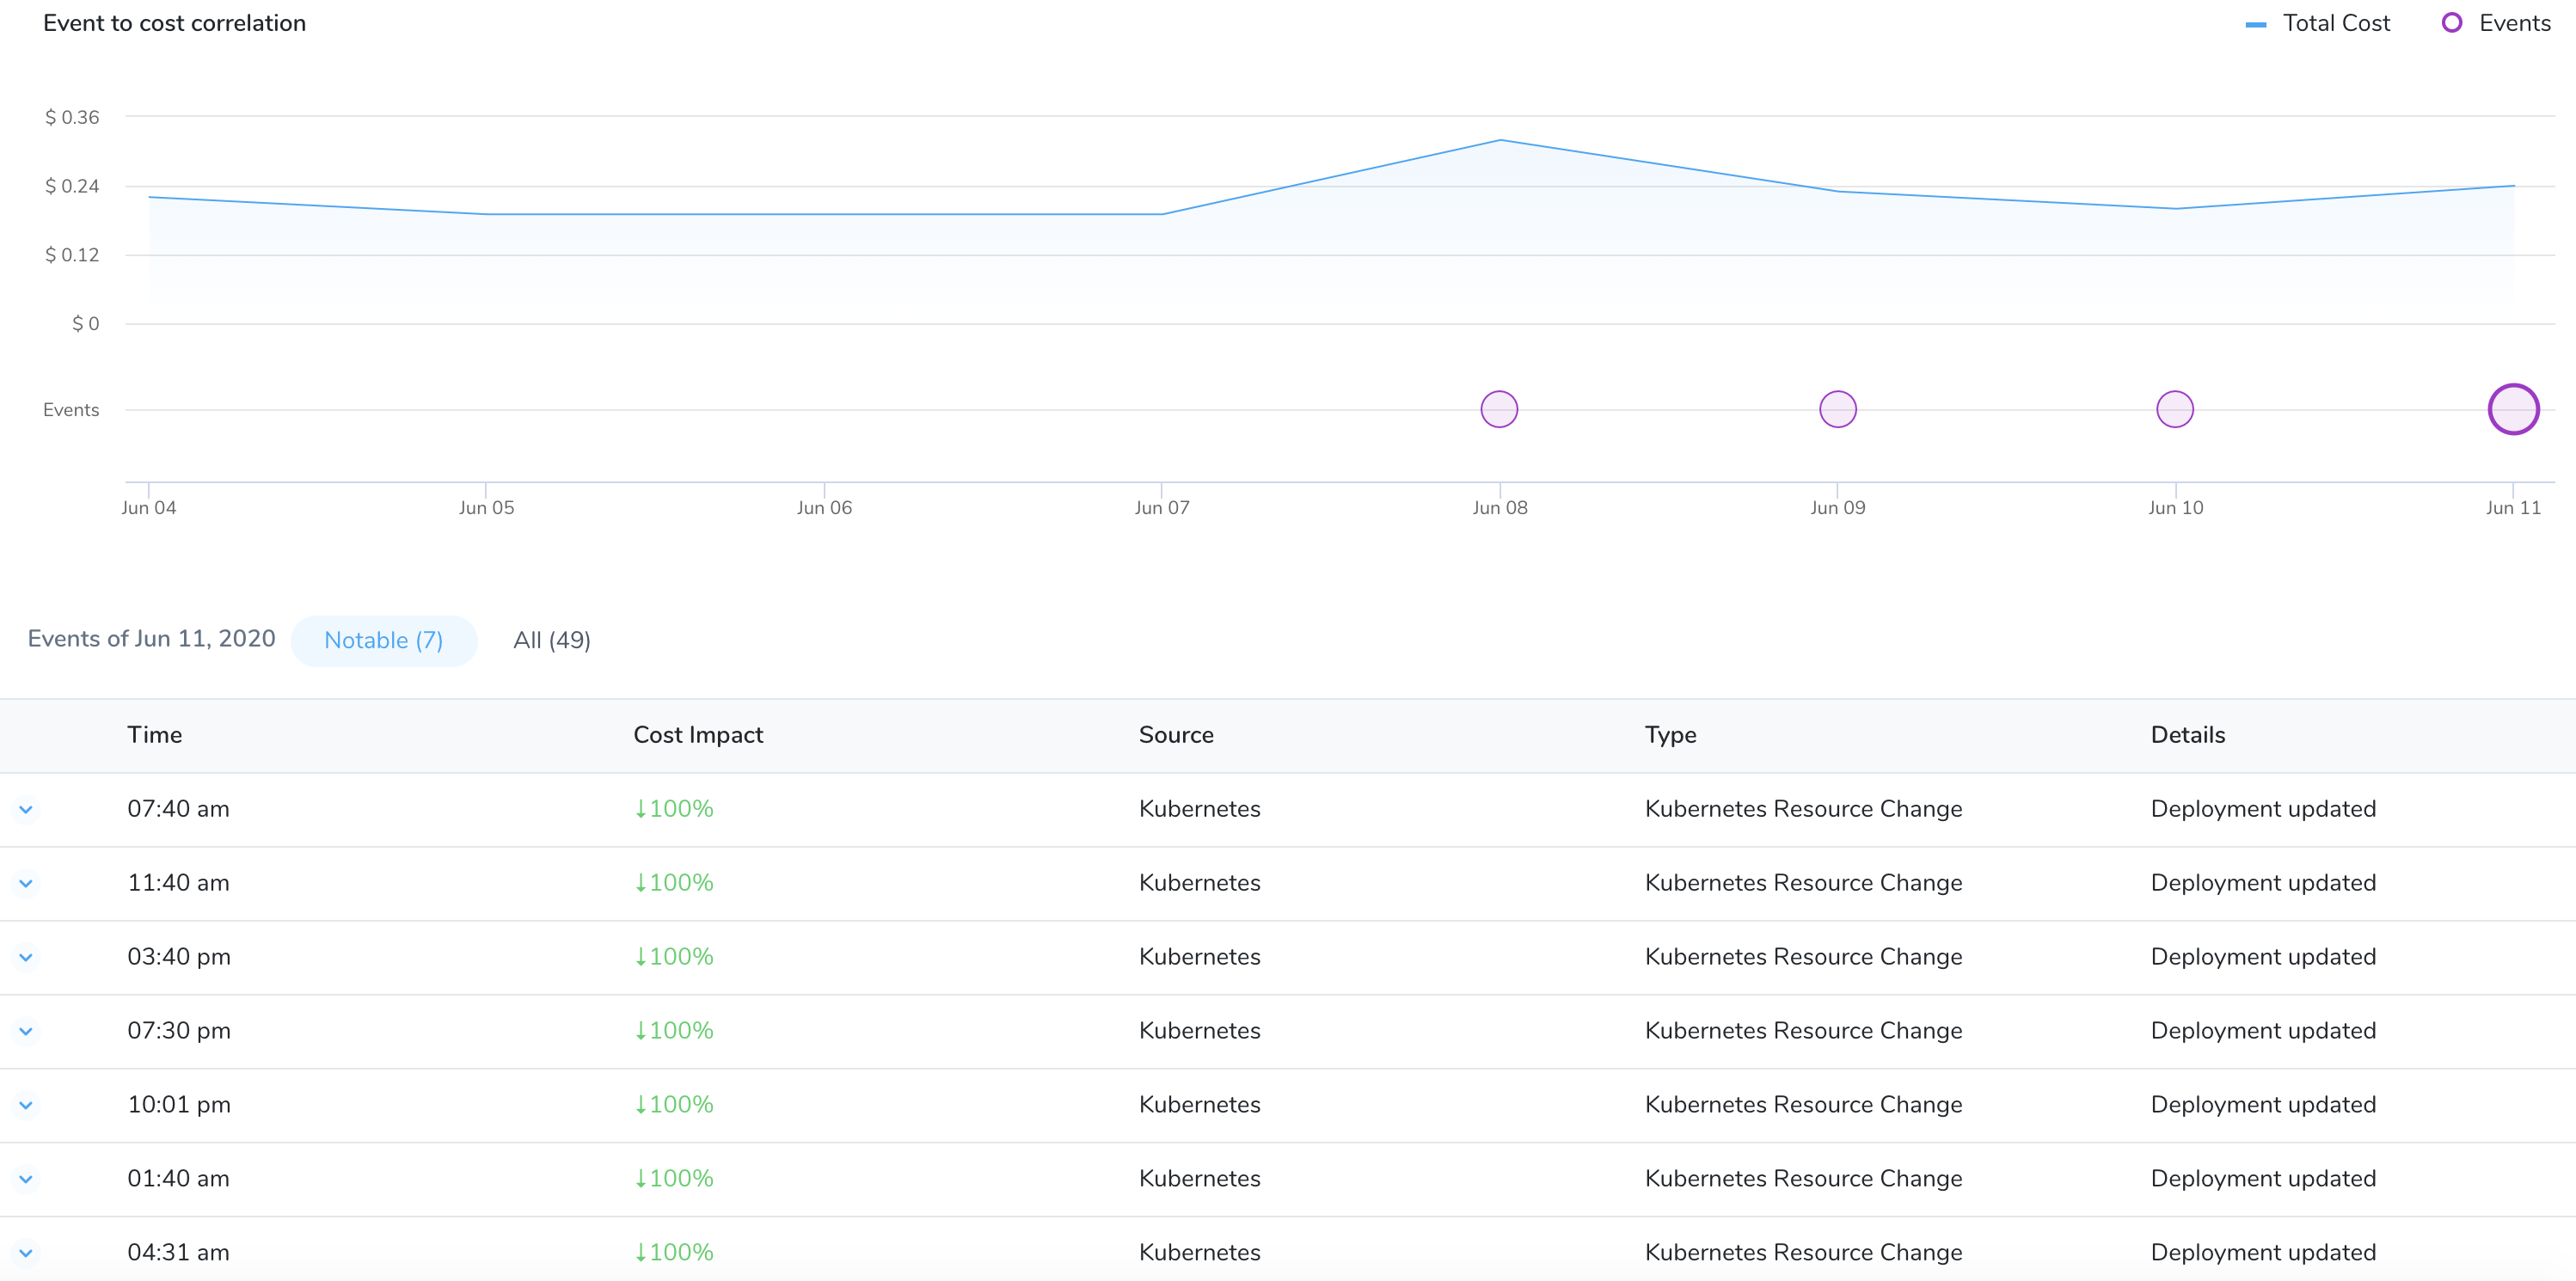 Event to cost correlation
Total Cost
Events
$ 0.36
$ 0.24
$ 0.12
$ 0
Events
Jun 04 Jun 05 Jun 06 Jun 07 Jun 08 Jun 09 Jun 10 Jun 11
Events of Jun 11, 2020 Notable (7) All (49)
Time Cost Impact Source Type Details
07:40 am ↓100% Kubernetes Kubernetes Resource Change Deployment updated
11:40 am ↓100% Kubernetes Kubernetes Resource Change Deployment updated
03:40 pm ↓100% Kubernetes Kubernetes Resource Change Deployment updated
07:30 pm ↓100% Kubernetes Kubernetes Resource Change Deployment updated
10:01 pm ↓100% Kubernetes Kubernetes Resource Change Deployment updated
01:40 am ↓100% Kubernetes Kubernetes Resource Change Deployment updated
04:31 am ↓100% Kubernetes Kubernetes Resource Change Deployment updated